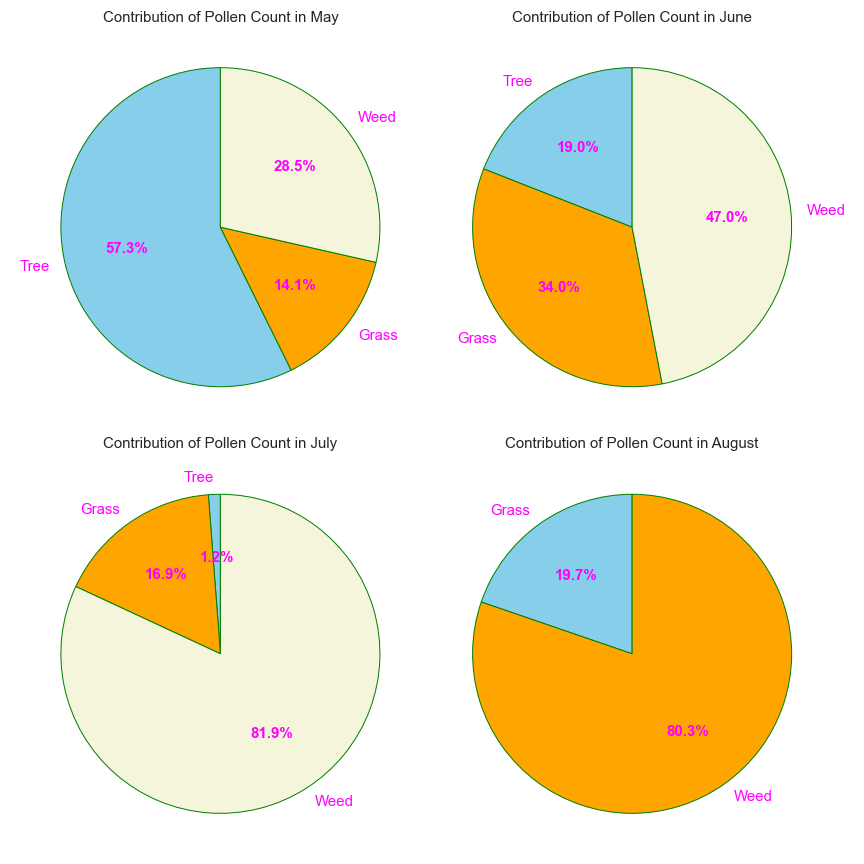 Contribution of Pollen Count in May
Weed
28.5%
57.3%
Tree
14.1%
Grass
Contribution of Pollen Count in June
Tree
19.0%
Weed
47.0%
34.0%
Grass
Contribution of Pollen Count in July
Tree
Grass
1.2%
16.9%
81.9%
Weed
Contribution of Pollen Count in August
Grass
19.7%
80.3%
Weed